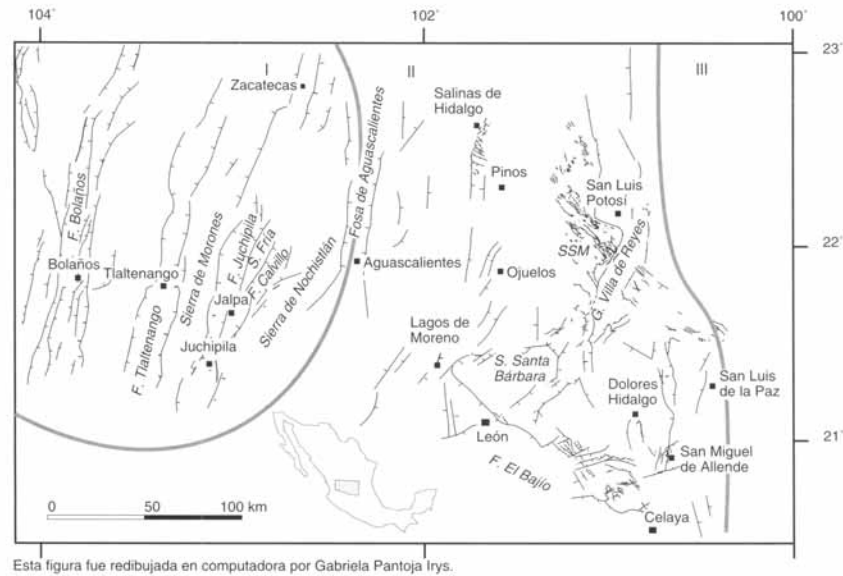 104°
102°
100°
23°
I
II
III
Zacatecas
Salinas de
Hidalgo
Fosa de Aguascalientes
Pinos
San Luis
Potosí
F. Bolaños
Sierra de Morones
F. Juchipila
S. Fría
F. Calvillo
SSM
G. Villa de Reyes
22°
Bolaños
Tlaltenango
Aguascalientes
Ojuelos
Jalpa
Sierra de Nochistlán
F. Tlaltenango
Juchipila
Lagos de
Moreno
S. Santa
Bárbara
Dolores
Hidalgo
San Luis
de la Paz
León
21°
F. El Bajío
San Miguel
de Allende
0
50
100 km
Celaya
Esta figura fue redibujada en computadora por Gabriela Pantoja Irys.